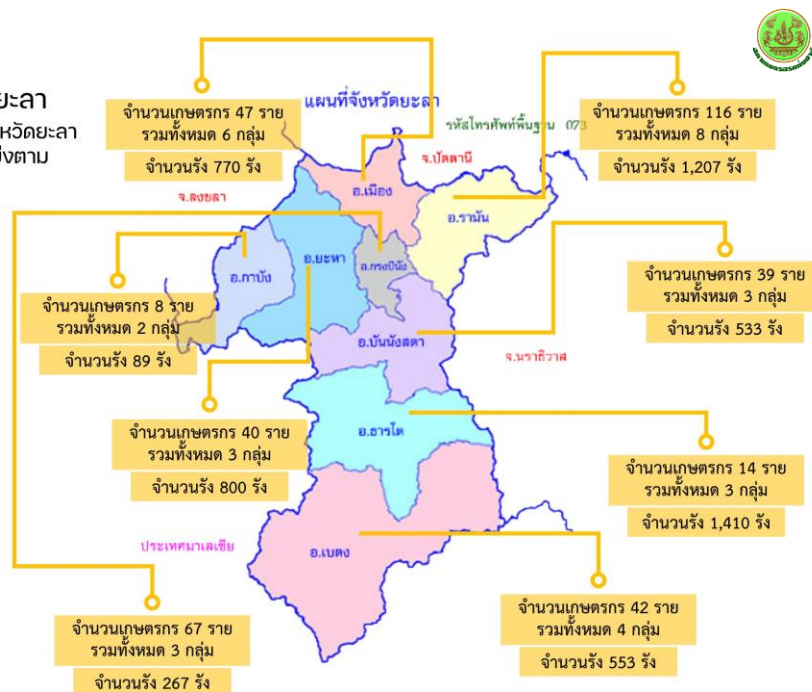 ยะลา
หวัดยะลา
แผนที่จังหวัดยะลา
รหัสโทรศัพท์พื้นฐาน 073
จำนวนเกษตรกร 47 ราย
รวมทั้งหมด 6 กลุ่ม
จำนวนรัง 770 รัง
จำนวนเกษตรกร 116 ราย
รวมทั้งหมด 8 กลุ่ม
จำนวนรัง 1,207 รัง
จ.ปัตตานี
จ.สงขลา
อ.เมือง
อ.รามัน
อ.ยะหา
อ.กรงปินัง
อ.กาบัง
จำนวนเกษตรกร 39 ราย
รวมทั้งหมด 3 กลุ่ม
จำนวนรัง 533 รัง
จำนวนเกษตรกร 8 ราย
รวมทั้งหมด 2 กลุ่ม
จำนวนรัง 89 รัง
อ.บันนังสตา
จ.นราธิวาส
จำนวนเกษตรกร 40 ราย
รวมทั้งหมด 3 กลุ่ม
จำนวนรัง 800 รัง
อ.ธารโต
จำนวนเกษตรกร 14 ราย
รวมทั้งหมด 3 กลุ่ม
จำนวนรัง 1,410 รัง
ประเทศมาเลเซีย
อ.เบตง
จำนวนเกษตรกร 67 ราย
รวมทั้งหมด 3 กลุ่ม
จำนวนรัง 267 รัง
จำนวนเกษตรกร 42 ราย
รวมทั้งหมด 4 กลุ่ม
จำนวนรัง 553 รัง